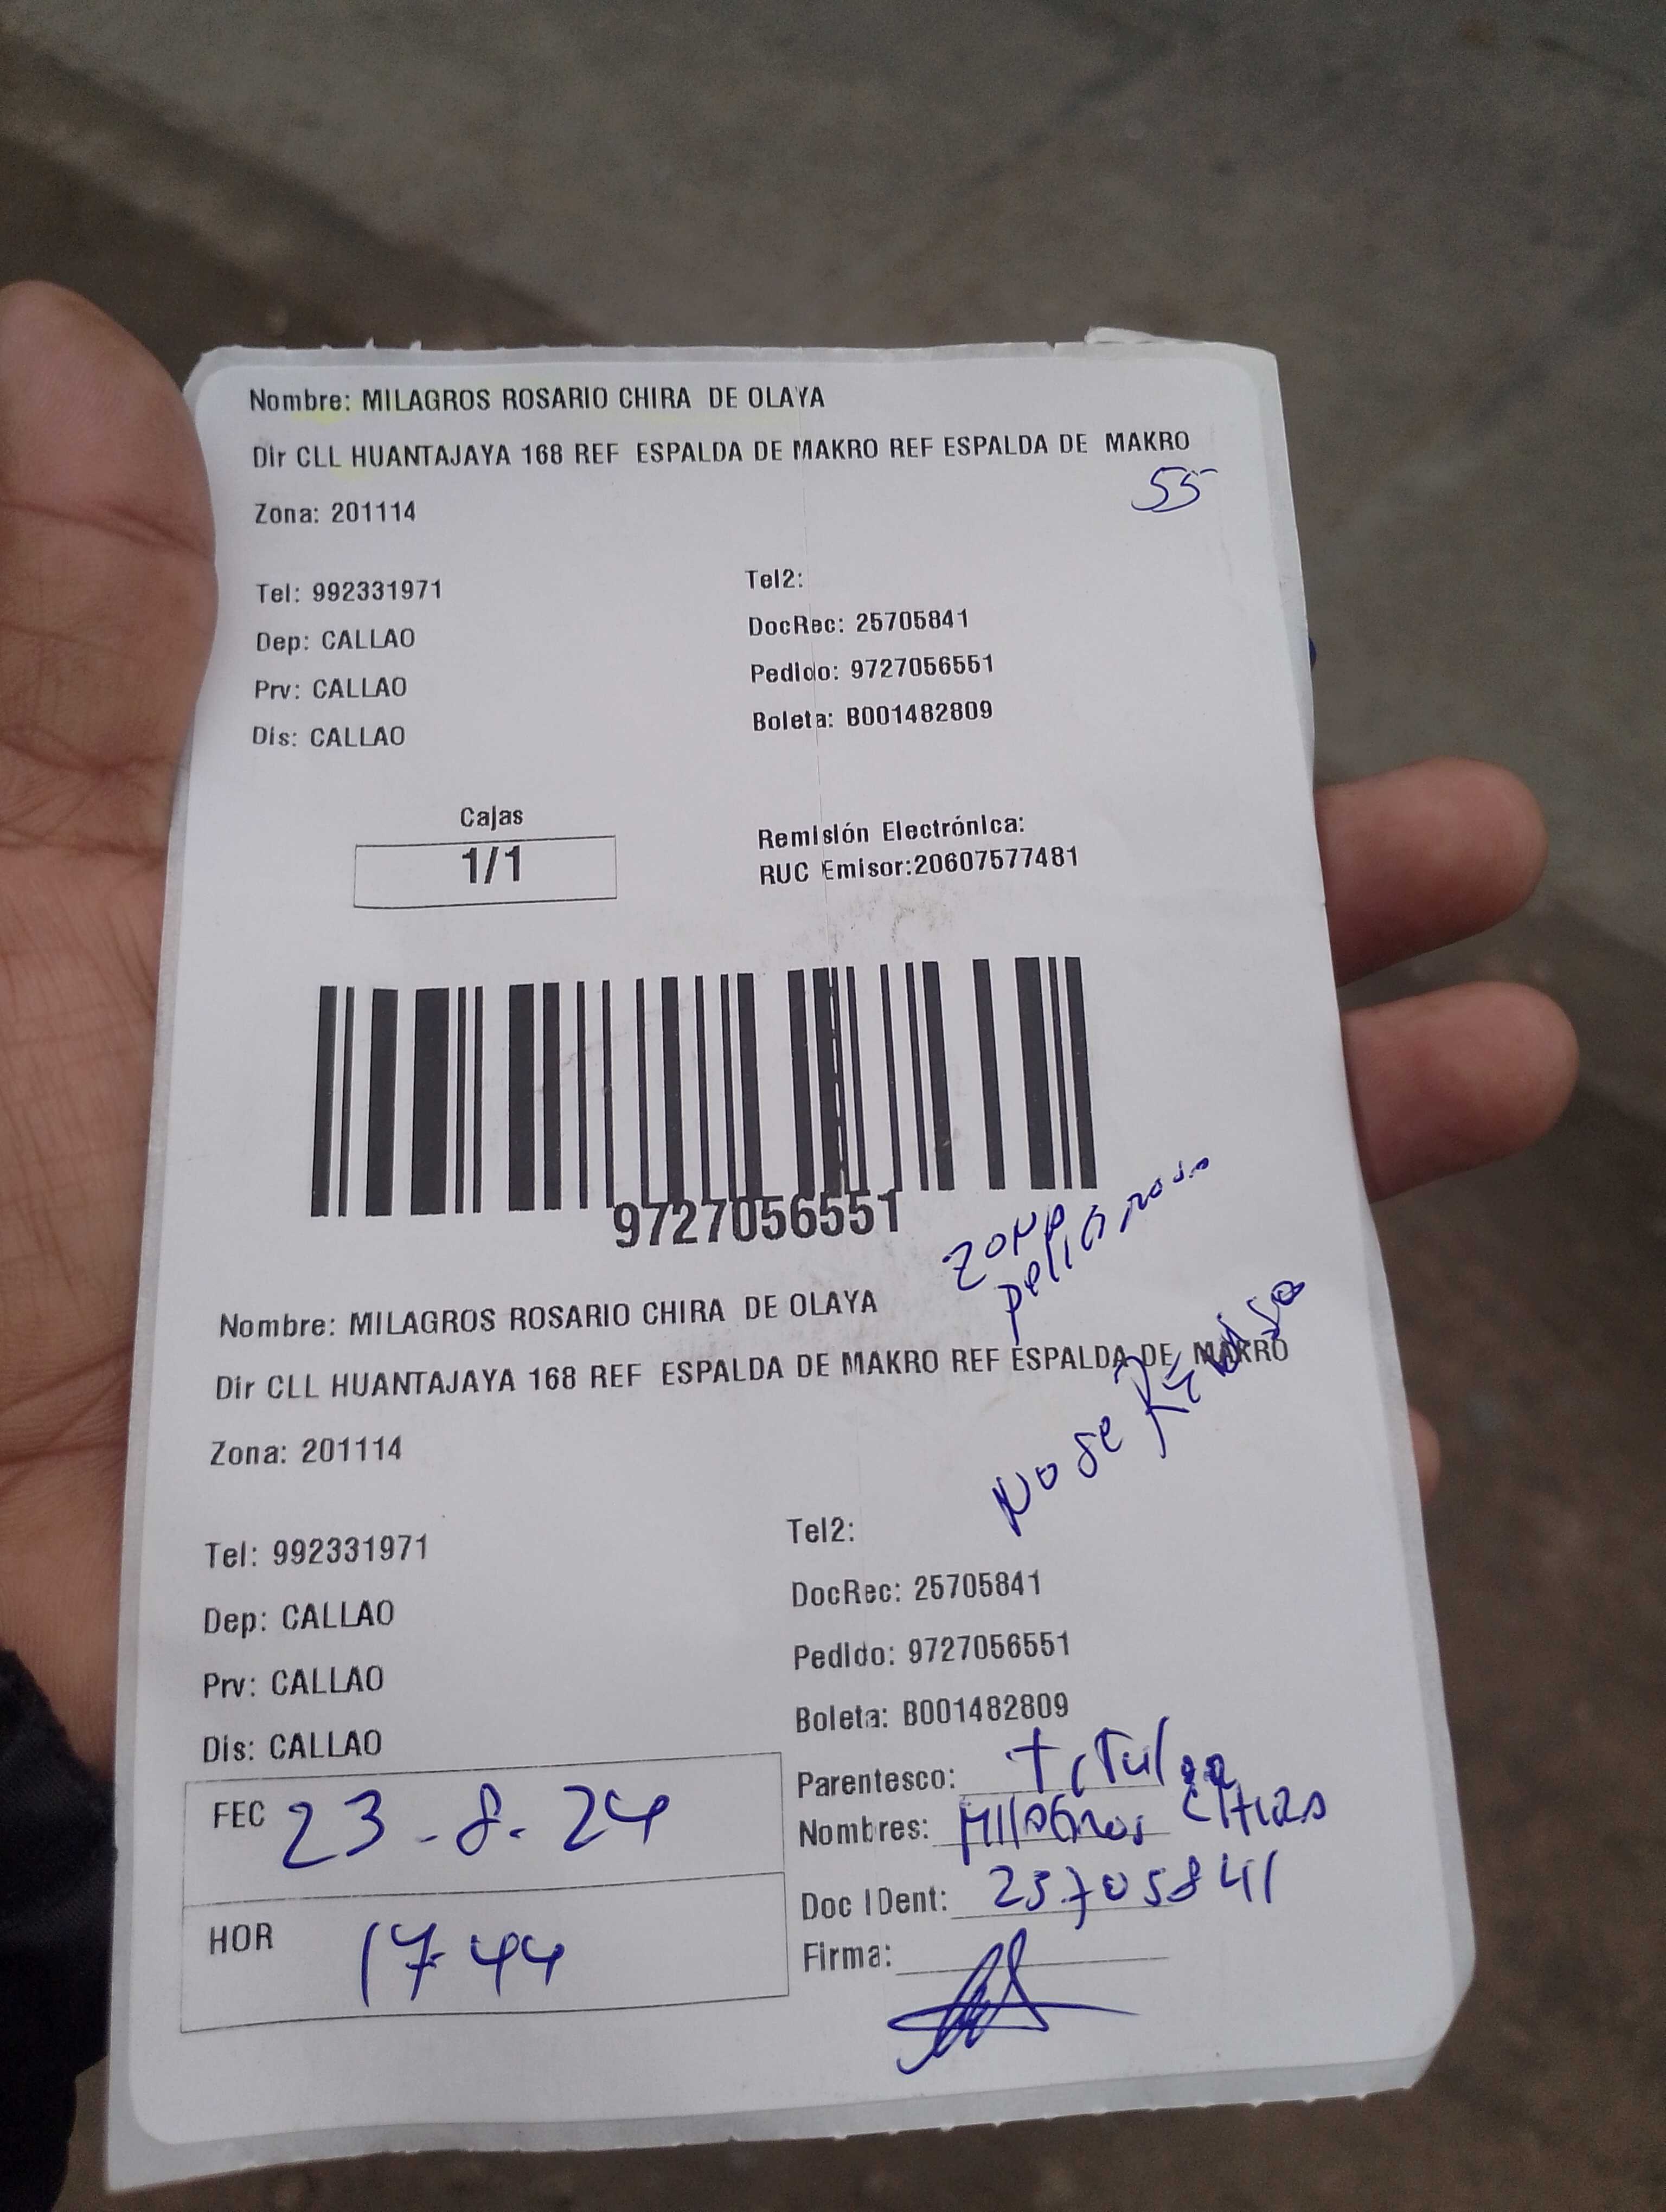 Nombre: MILAGROS ROSARIO CHIRA DE OLAYA
Dir CLL HUANTAJAYA 168 REF ESPALDA DE MAKRO REF ESPALDA DE MAKRO
55
Zona: 201114
Tel: 992331971
Dep: CALLAO
Prv: CALLAO
Dis: CALLAO
Tel2:
DocRec: 25705841
Pedido: 9727056551
Boleta: B001482809
Cajas
1/1
Remisión Electrónica:
RUC Emisor:20607577481
9727056551
ZONA
peligrosa
Nombre: MILAGROS ROSARIO CHIRA DE OLAYA
Dir CLL HUANTAJAYA 168 REF ESPALDA DE MAKRO REF ESPALDA DE MAKRO
No se
Zona: 201114
Tel: 992331971
Dep: CALLAO
Prv: CALLAO
Dis: CALLAO
Tel2:
DocRec: 25705841
Pedido: 9727056551
Boleta: B001482809
FEC 23-8-24
HOR 17-44
Parentesco: titular
Nombres: Milagros Chira
Doc IDent: 25705841
Firma: